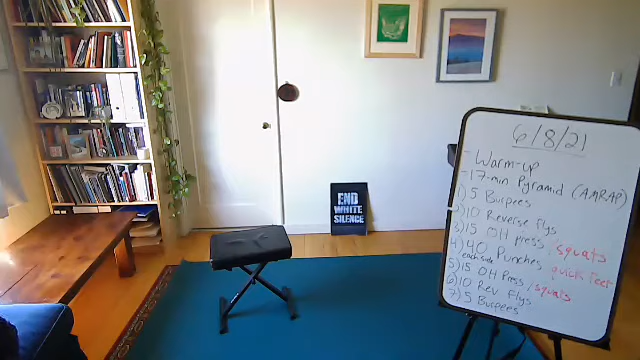 END
WHITE
SILENCE
6/8/21
- Warm-up
- 17-min Pyramid (AMRAP)
1) 5 Burpees
2) 10 Reverse flys
3) 15 OH press /squats
4) 40 Punches quick feet
each side
5) 15 OH Press /squats
6) 10 Rev Flys
7) 5 Burpees